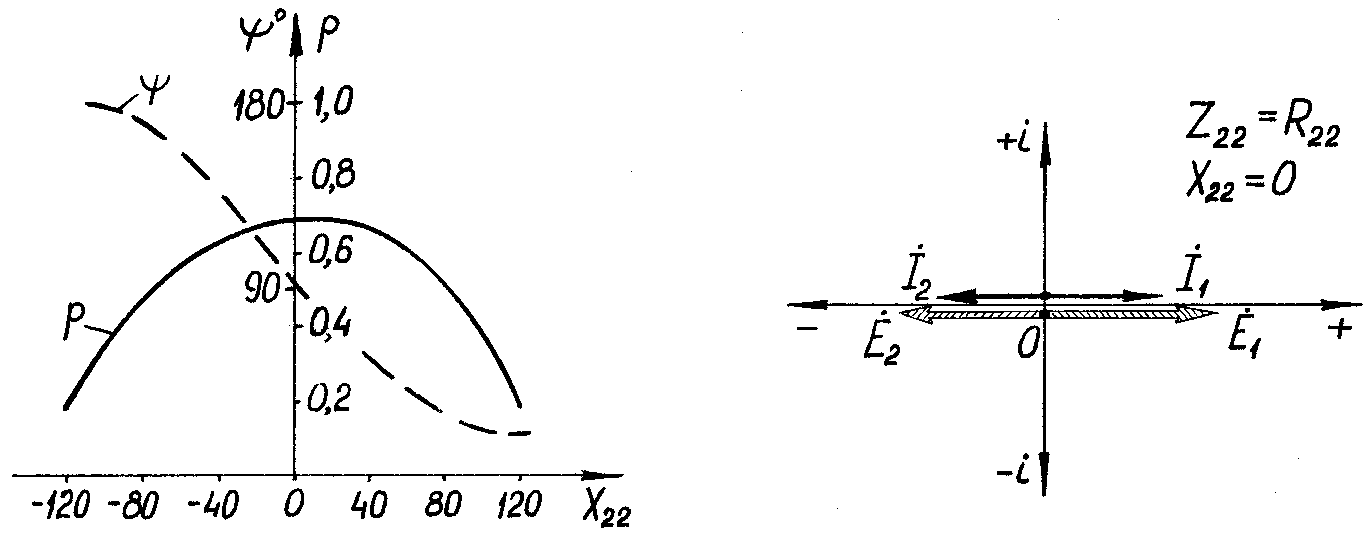 ψ° ρ
ψ
180 1,0
0,8
0,6
90
ρ
0,4
0,2
-120 -80 -40 0 40 80 120 X₂₂
Z₂₂ = R₂₂
X₂₂ = 0
+i
İ₂ İ₁
- +
Ė₂ 0 Ė₁
-i